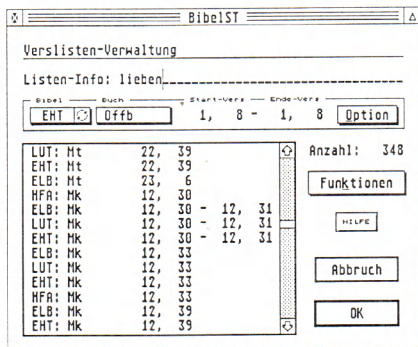 BibelST
Verslisten-Verwaltung
Listen-Info: lieben
Bibel Buch Start-Vers Ende-Vers
EHT Offb 1, 8 - 1, 8 Option
LUT: Mt 22, 39
EHT: Mt 22, 39
ELB: Mt 23, 6
HFA: Mk 12, 30
ELB: Mk 12, 30 - 12, 31
LUT: Mk 12, 30 - 12, 31
EHT: Mk 12, 30 - 12, 31
ELB: Mk 12, 33
LUT: Mk 12, 33
EHT: Mk 12, 33
HFA: Mk 12, 33
ELB: Mk 12, 39
EHT: Mk 12, 39
Anzahl: 348
Funktionen
HILFE
Abbruch
OK